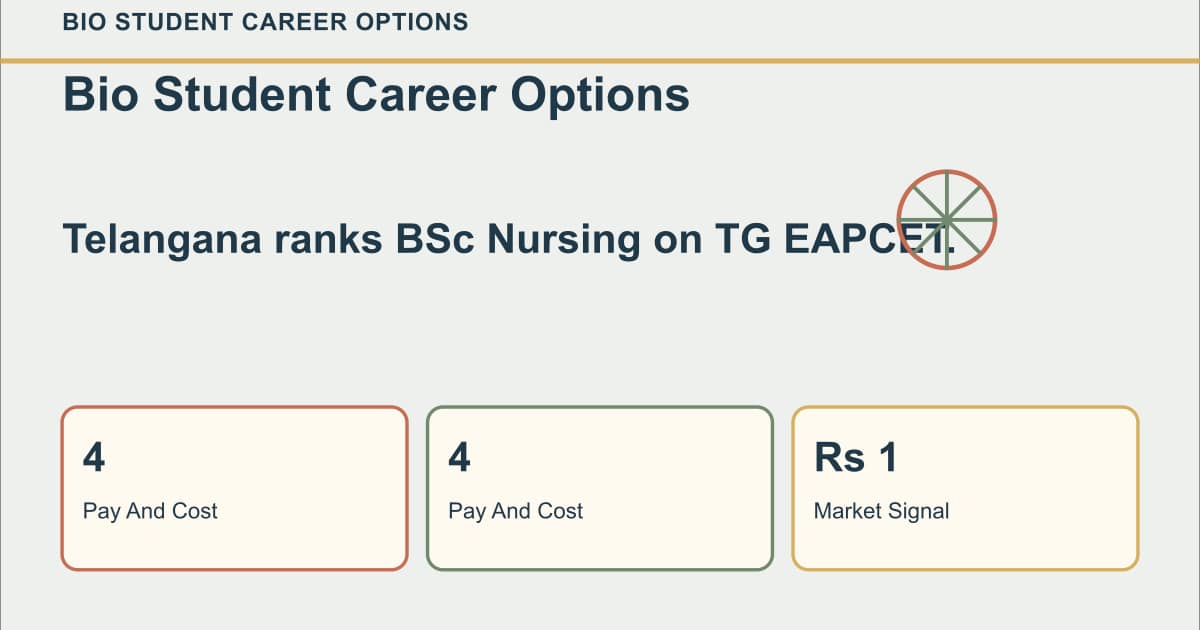 BIO STUDENT CAREER OPTIONS
Bio Student Career Options
Telangana ranks BSc Nursing on TG EAPCET.
4
Pay And Cost
4
Pay And Cost
Rs 1
Market Signal